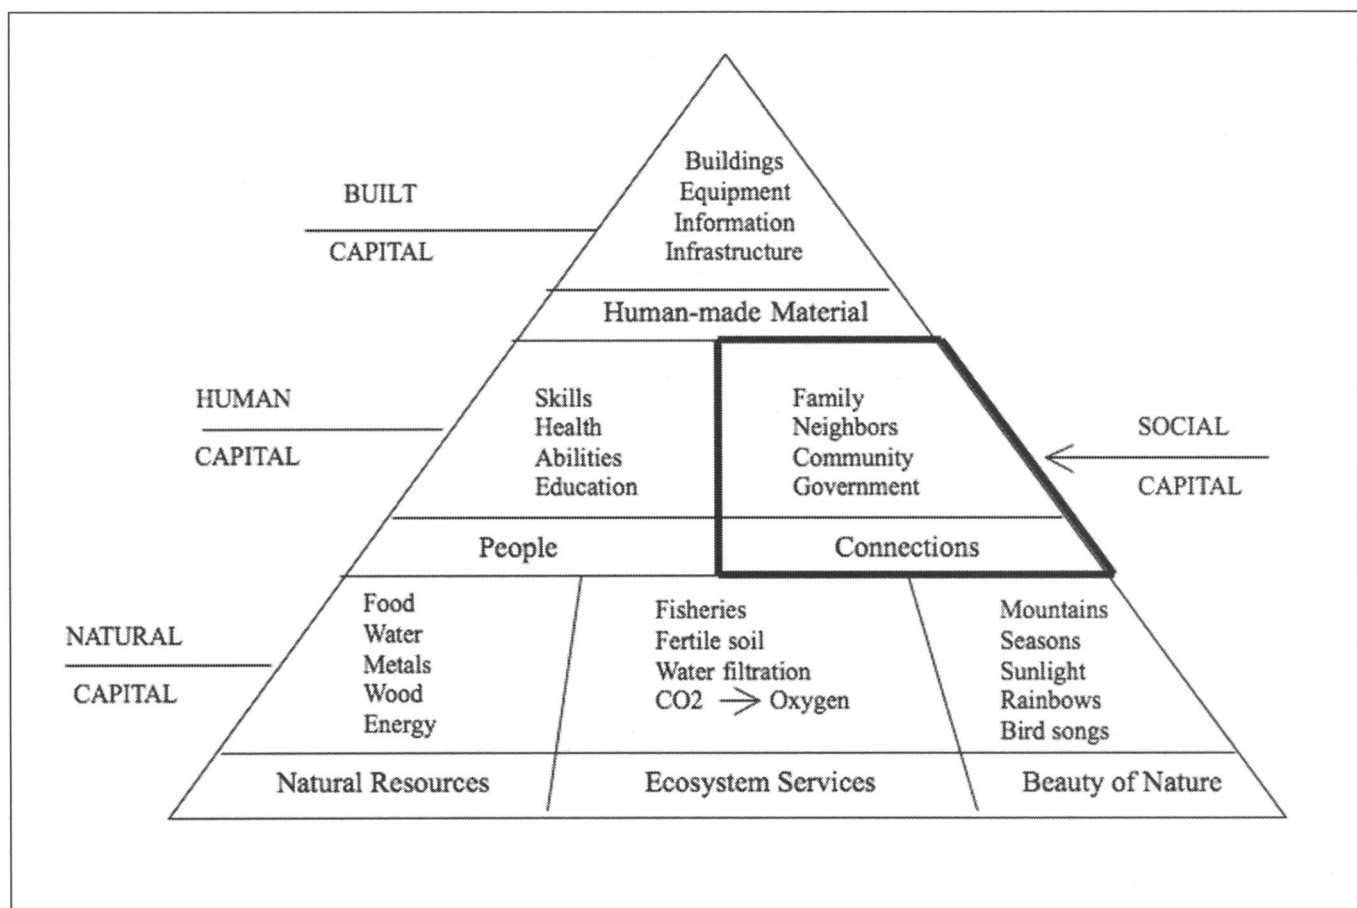 BUILT
CAPITAL
Buildings
Equipment
Information
Infrastructure
Human-made Material
HUMAN
CAPITAL
Skills
Health
Abilities
Education
People
Family
Neighbors
Community
Government
Connections
SOCIAL
CAPITAL
NATURAL
CAPITAL
Food
Water
Metals
Wood
Energy
Natural Resources
Fisheries
Fertile soil
Water filtration
CO2 → Oxygen
Ecosystem Services
Mountains
Seasons
Sunlight
Rainbows
Bird songs
Beauty of Nature